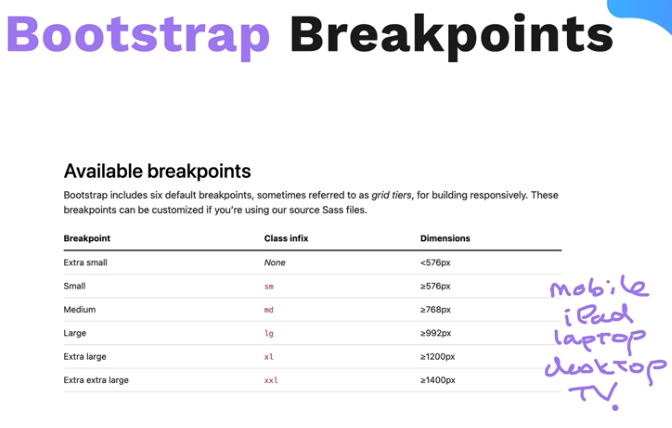 Bootstrap Breakpoints
Available breakpoints
Bootstrap includes six default breakpoints, sometimes referred to as grid tiers, for building responsively. These
breakpoints can be customized if you're using our source Sass files.
Breakpoint Class infix Dimensions
Extra small None <576px
Small sm ≥576px
mobile
Medium md ≥768px
iPad
Large lg ≥992px
laptop
Extra large xl ≥1200px
desktop
Extra extra large xxl ≥1400px
TV.